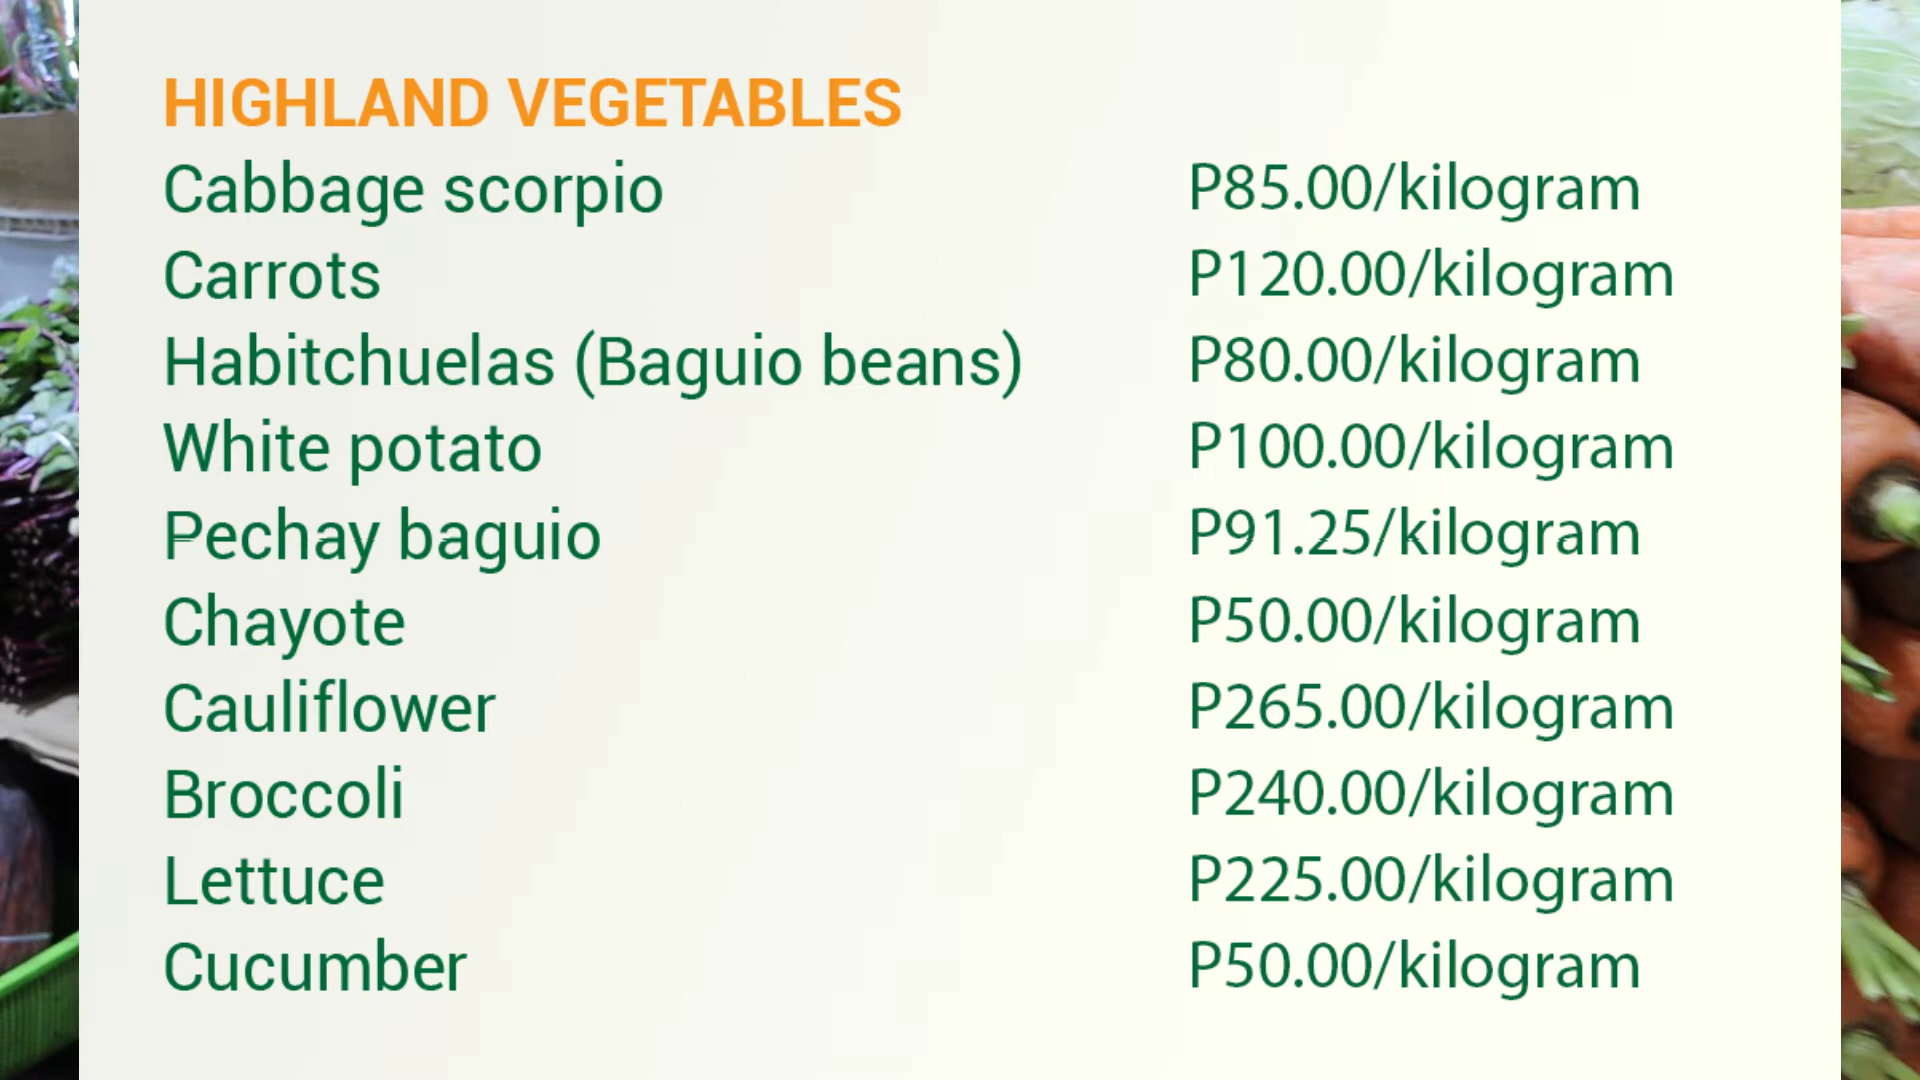 HIGHLAND VEGETABLES
Cabbage scorpio P85.00/kilogram
Carrots P120.00/kilogram
Habitchuelas (Baguio beans) P80.00/kilogram
White potato P100.00/kilogram
Pechay baguio P91.25/kilogram
Chayote P50.00/kilogram
Cauliflower P265.00/kilogram
Broccoli P240.00/kilogram
Lettuce P225.00/kilogram
Cucumber P50.00/kilogram